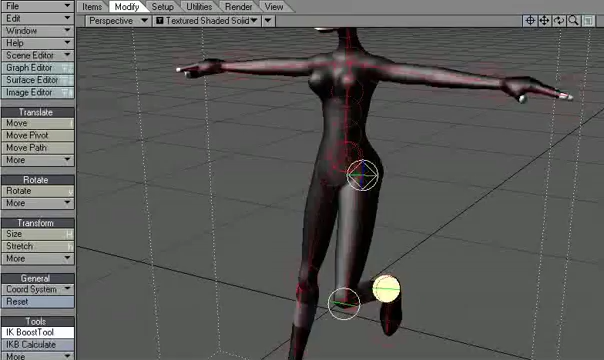 File
Items Modify Setup Utilities Render View
Edit
Perspective Textured Shaded Solid
Window
Help
Scene Editor
Graph Editor
Surface Editor
Image Editor
Translate
Move
Move Pivot
Move Path
More
Rotate
Rotate
More
Transform
Size
Stretch
More
General
Coord System
Reset
Tools
IK BoostTool
IKB Calculate
More